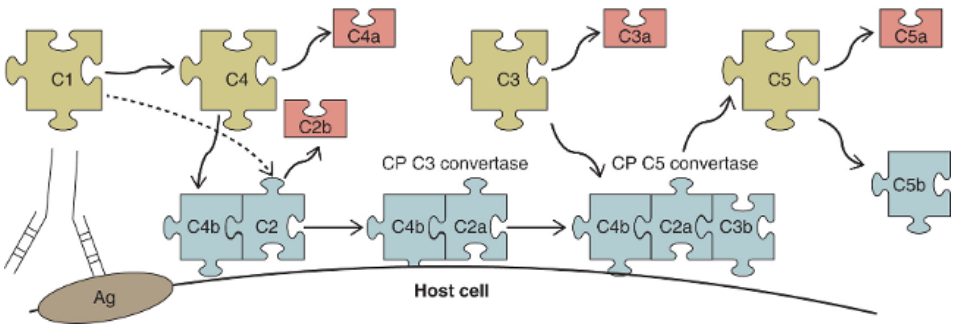 C4a
C3a
C5a
C1
C4
C3
C5
C2b
CP C3 convertase
CP C5 convertase
C5b
C4b
C2
C4b
C2a
C4b
C2a
C3b
Ag
Host cell